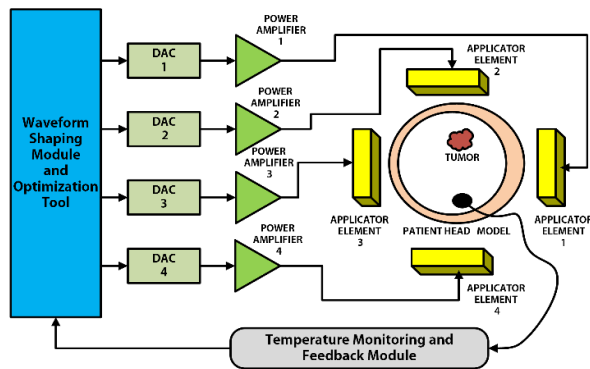 Waveform
Shaping
Module
and
Optimization
Tool
DAC
1
POWER
AMPLIFIER
1
DAC
2
POWER
AMPLIFIER
2
DAC
3
POWER
AMPLIFIER
3
DAC
4
POWER
AMPLIFIER
4
APPLICATOR
ELEMENT
2
TUMOR
APPLICATOR
ELEMENT
3
PATIENT HEAD MODEL
APPLICATOR
ELEMENT
1
APPLICATOR
ELEMENT
4
Temperature Monitoring and
Feedback Module